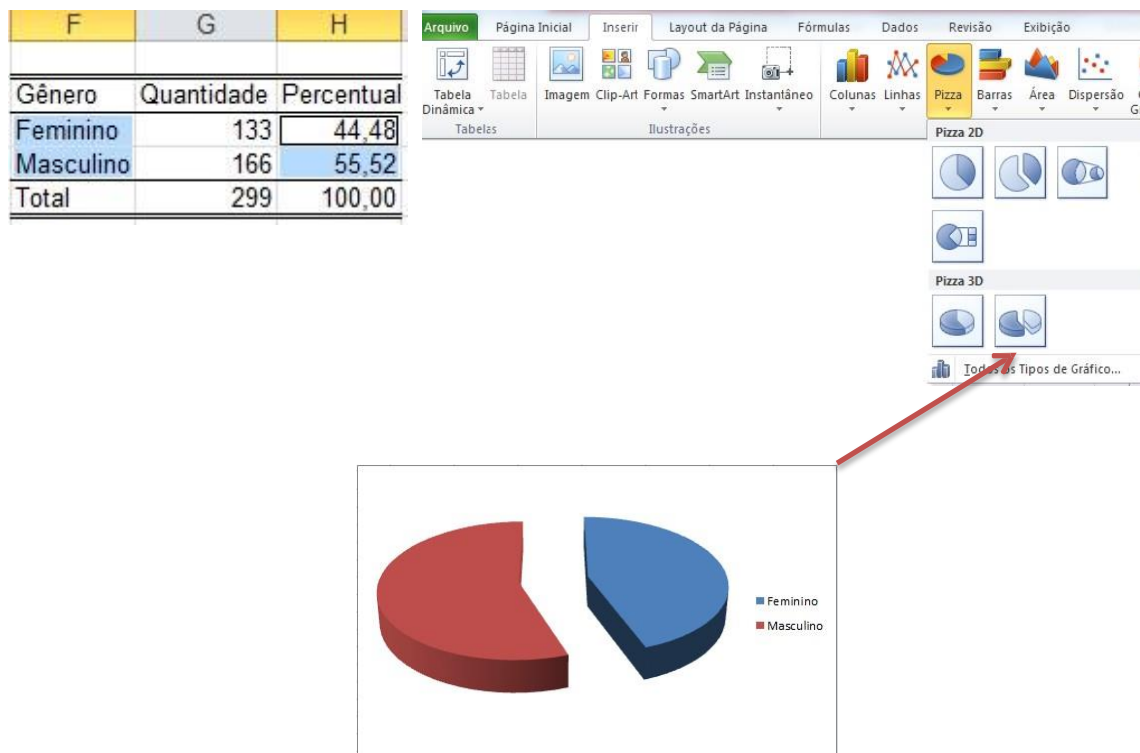 F G H
Gênero Quantidade Percentual
Feminino 133 44,48
Masculino 166 55,52
Total 299 100,00
Arquivo Página Inicial Inserir Layout da Página Fórmulas Dados Revisão Exibição
Tabela Dinâmica Tabela Imagem Clip-Art Formas SmartArt Instantâneo Colunas Linhas Pizza Barras Área Dispersão
Tabelas Ilustrações
Pizza 2D
Pizza 3D
Todos os Tipos de Gráfico...
Feminino
Masculino